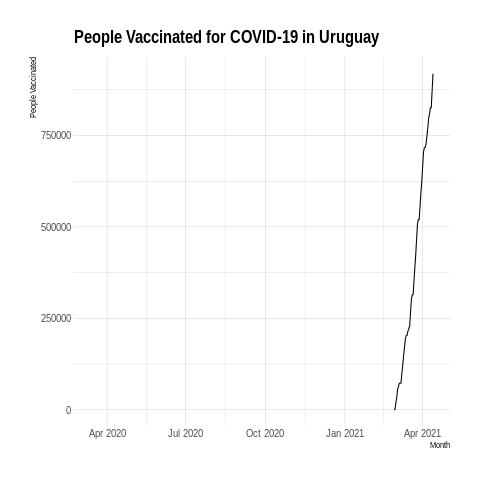 People Vaccinated for COVID-19 in Uruguay
People Vaccinated
750000
500000
250000
0
Apr 2020 Jul 2020 Oct 2020 Jan 2021 Apr 2021
Month